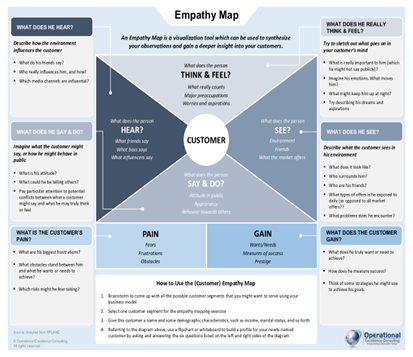 Empathy Map
An Empathy Map is a visualization tool which can be used to synthesize
your observations and gain a deeper insight into your customers.
WHAT DOES HE HEAR?
Describe how the environment
influences the customer
What do his friends say?
Who really influences him, and how?
Which media channels are influential?
WHAT DOES HE SAY & DO?
Imagine what the customer might
say, or how he might behave in
public
What is his attitude?
What could he be telling others?
Pay particular attention to potential
conflicts between what a customer
might say and what he may truly think
or feel
WHAT IS THE CUSTOMER'S
PAIN?
What are his biggest frustrations?
What obstacles stand between him
and what he wants or needs to
achieve?
Which risks might he fear taking?
What does the person
THINK & FEEL?
What really counts
Major preoccupations
Worries and aspirations
What does the person
HEAR?
What friends say
What boss says
What influencers say
CUSTOMER
What does the person
SEE?
Environment
Friends
What the market offers
What does the person
SAY & DO?
Attitude in public
Appearance
Behavior towards others
PAIN
Fears
Frustrations
Obstacles
GAIN
Wants/Needs
Measures of success
Prestige
WHAT DOES HE REALLY
THINK & FEEL?
Try to sketch out what goes on in
your customer's mind
What is really important to him (which
he might not say publicly)?
Imagine his emotions. What moves
him?
What might keep him up at night?
Try describing his dreams and
aspirations
WHAT DOES HE SEE?
Describe what the customer sees in
his environment
What does it look like?
Who surrounds him?
Who are his friends?
What types of offers is he exposed to
daily (as opposed to all market
offers)?
What problems does he encounter?
WHAT DOES THE CUSTOMER
GAIN?
What does he truly want or need to
achieve?
How does he measure success?
Think of some strategies he might use
to achieve his goals.
How to Use the (Customer) Empathy Map
1. Brainstorm to come up with all the possible customer segments that you might want to serve using your
business model
2. Select one customer segment for the empathy mapping exercise
3. Give the customer a name and some demographic characteristics, such as income, marital status, and so forth
4. Referring to the diagram above, use a flipchart or whiteboard to build a profile for your newly-named
customer by asking and answering the six questions listed on the left and right sides of the diagram
© Operational Excellence Consulting
All rights reserved.
Operational
Excellence Consulting